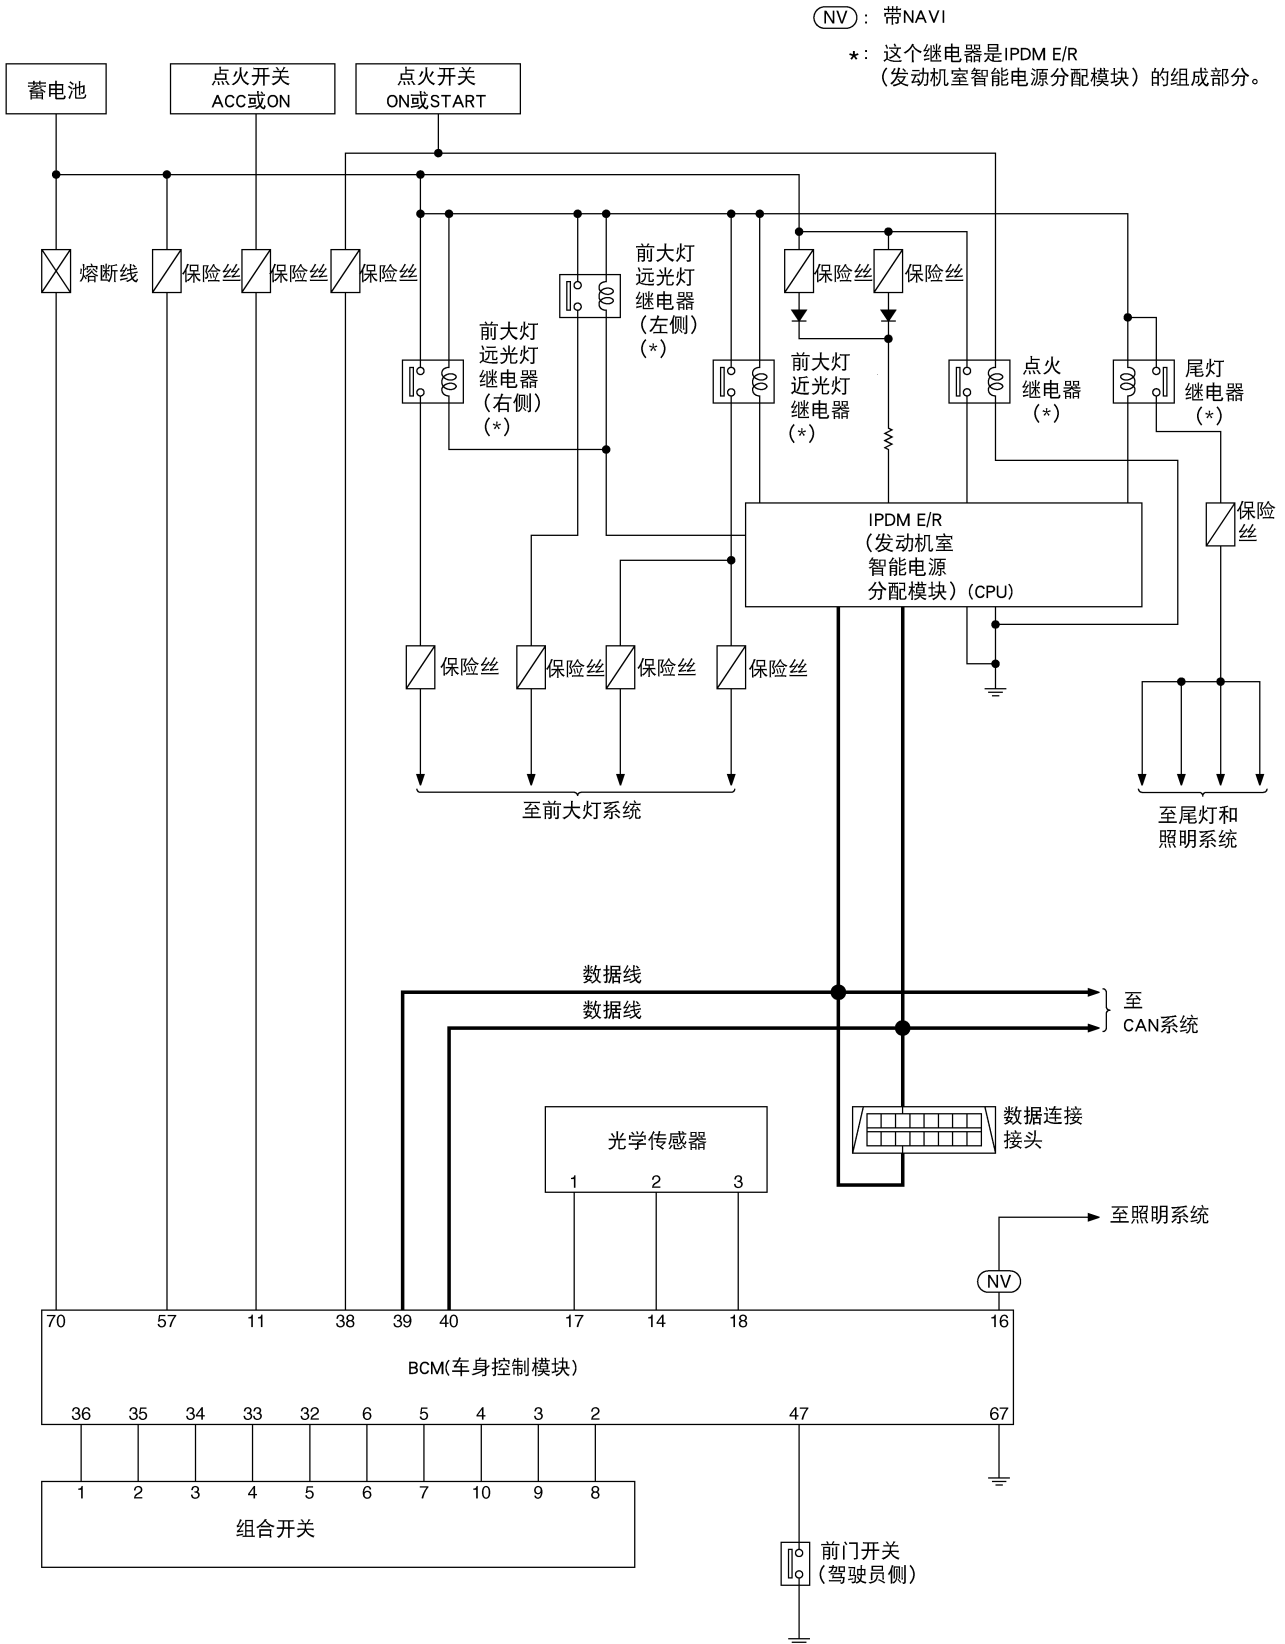 NV : 带NAVI
*: 这个继电器是IPDM E/R
(发动机室智能电源分配模块) 的组成部分。
蓄电池
点火开关
ACC或ON
点火开关
ON或START
熔断线
保险丝
保险丝
保险丝
前大灯
远光灯
继电器
(左侧)
(*)
保险丝
保险丝
前大灯
远光灯
继电器
(右侧)
(*)
前大灯
近光灯
继电器
(*)
点火
继电器
(*)
尾灯
继电器
(*)
保险
丝
IPDM E/R
(发动机室
智能电源
分配模块) (CPU)
保险丝
保险丝
保险丝
保险丝
至前大灯系统
至尾灯和
照明系统
数据线
数据线
至
CAN系统
数据连接
接头
光学传感器
1 2 3
至照明系统
NV
70 57 11 38 39 40 17 14 18 16
BCM(车身控制模块)
36 35 34 33 32 6 5 4 3 2 47 67
1 2 3 4 5 6 7 10 9 8
组合开关
前门开关
(驾驶员侧)